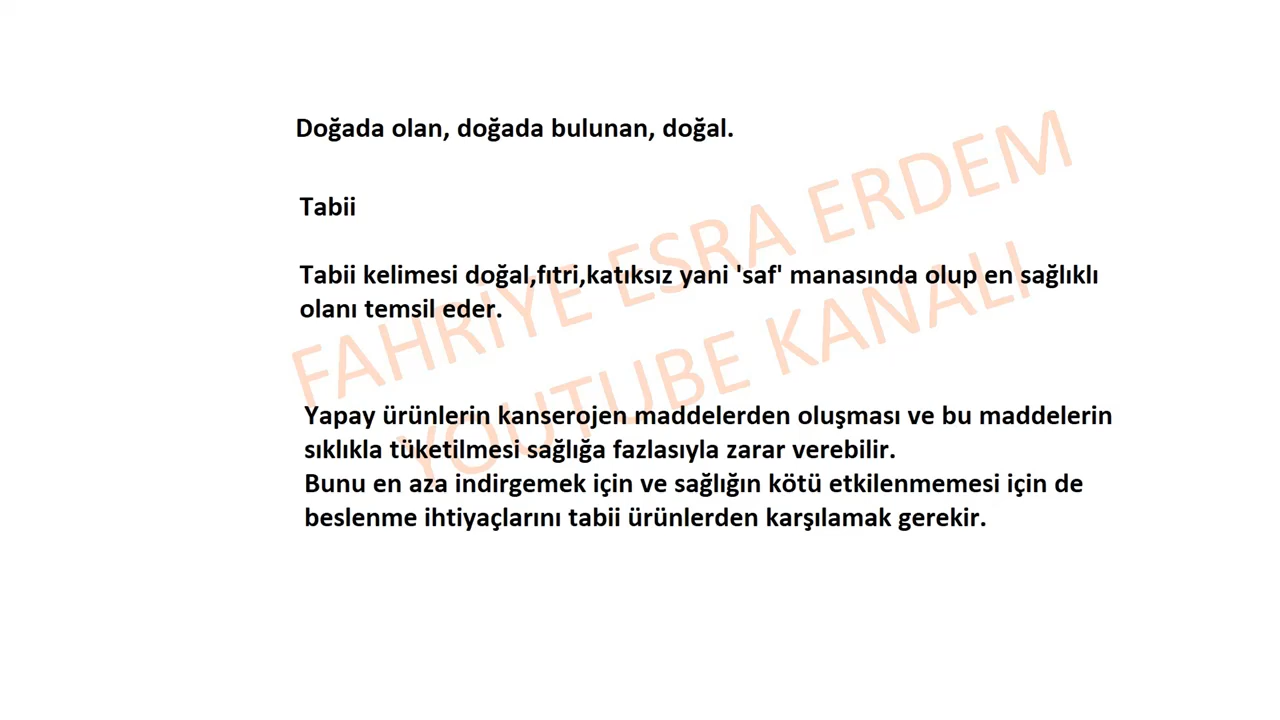 Doğada olan, doğada bulunan, doğal.
Tabii
Tabii kelimesi doğal,fıtri,katıksız yani 'saf' manasında olup en sağlıklı
olanı temsil eder.
FAHRİYE ESRA ERDEM
YOUTUBE KANALI
Yapay ürünlerin kanserojen maddelerden oluşması ve bu maddelerin
sıklıkla tüketilmesi sağlığa fazlasıyla zarar verebilir.
Bunu en aza indirgemek için ve sağlığın kötü etkilenmemesi için de
beslenme ihtiyaçlarını tabii ürünlerden karşılamak gerekir.